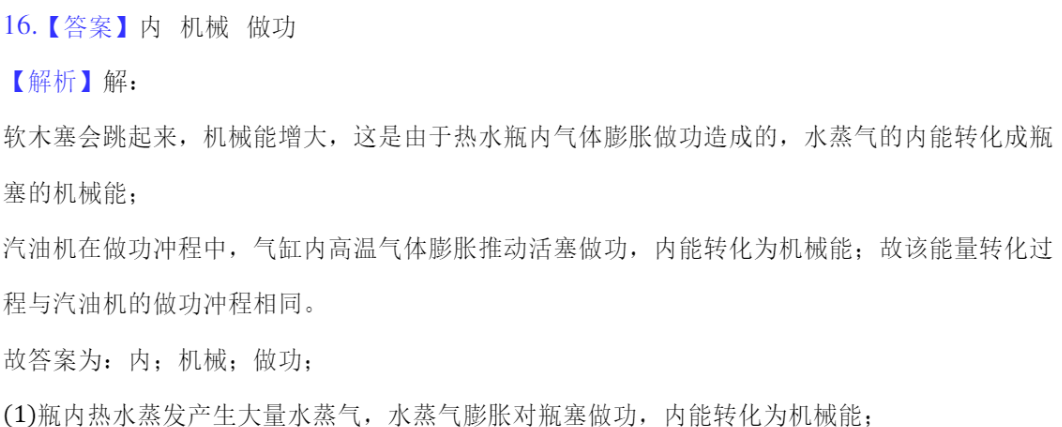 16.【答案】内 机械 做功
【解析】解：
软木塞会跳起来，机械能增大，这是由于热水瓶内气体膨胀做功造成的，水蒸气的内能转化成瓶
塞的机械能；
汽油机在做功冲程中，气缸内高温气体膨胀推动活塞做功，内能转化为机械能；故该能量转化过
程与汽油机的做功冲程相同。
故答案为：内；机械；做功；
(1)瓶内热水蒸发产生大量水蒸气，水蒸气膨胀对瓶塞做功，内能转化为机械能；